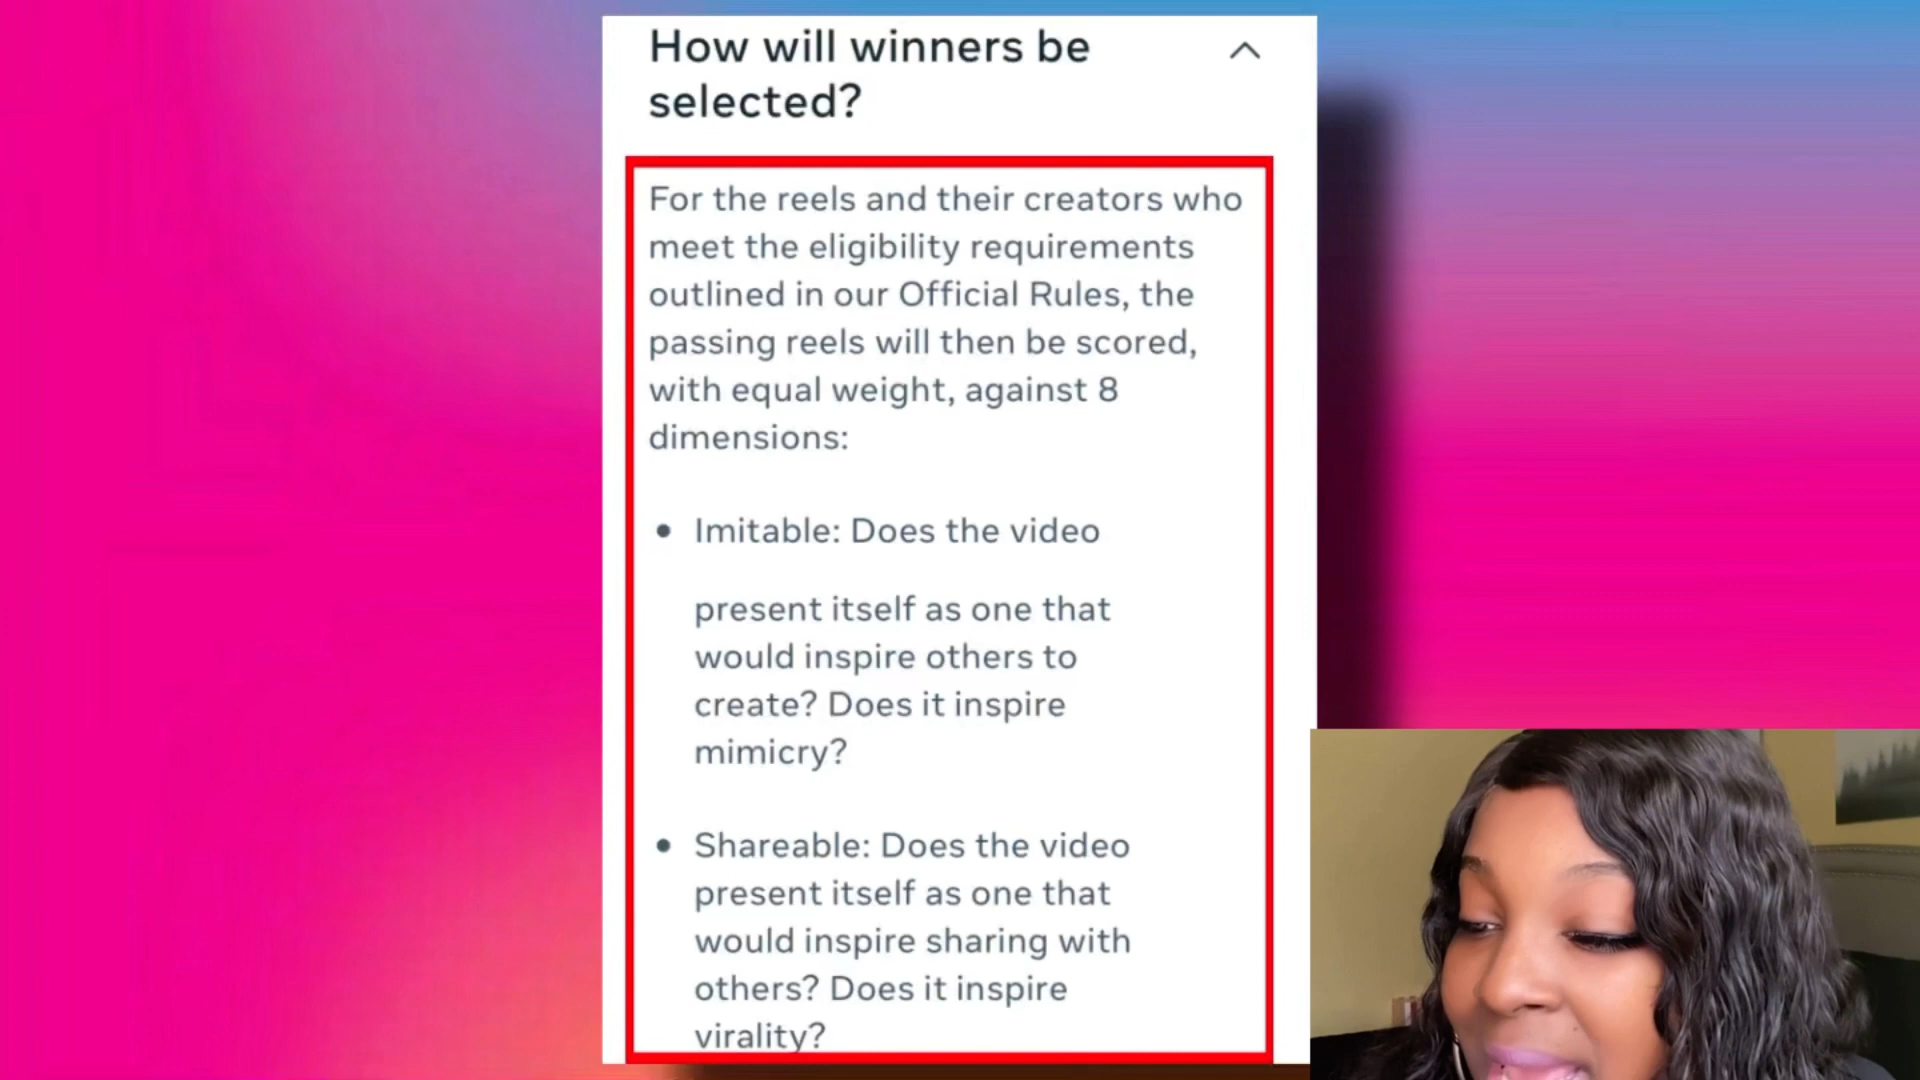 How will winners be
selected?
For the reels and their creators who
meet the eligibility requirements
outlined in our Official Rules, the
passing reels will then be scored,
with equal weight, against 8
dimensions:
• Imitable: Does the video
present itself as one that
would inspire others to
create? Does it inspire
mimicry?
• Shareable: Does the video
present itself as one that
would inspire sharing with
others? Does it inspire
virality?